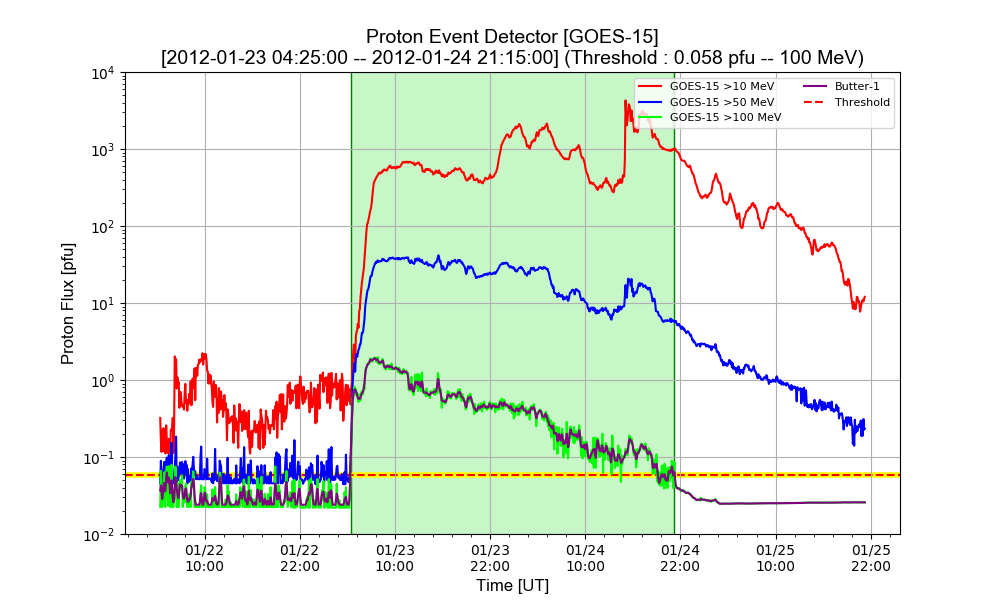 Proton Event Detector [GOES-15]
[2012-01-23 04:25:00 -- 2012-01-24 21:15:00] (Threshold : 0.058 pfu -- 100 MeV)
GOES-15 >10 MeV
GOES-15 >50 MeV
GOES-15 >100 MeV
Butter-1
Threshold
Proton Flux [pfu]
10^4
10^3
10^2
10^1
10^0
10^-1
10^-2
01/22 01/22 01/23 01/23 01/24 01/24 01/25 01/25
10:00 22:00 10:00 22:00 10:00 22:00 10:00 22:00
Time [UT]